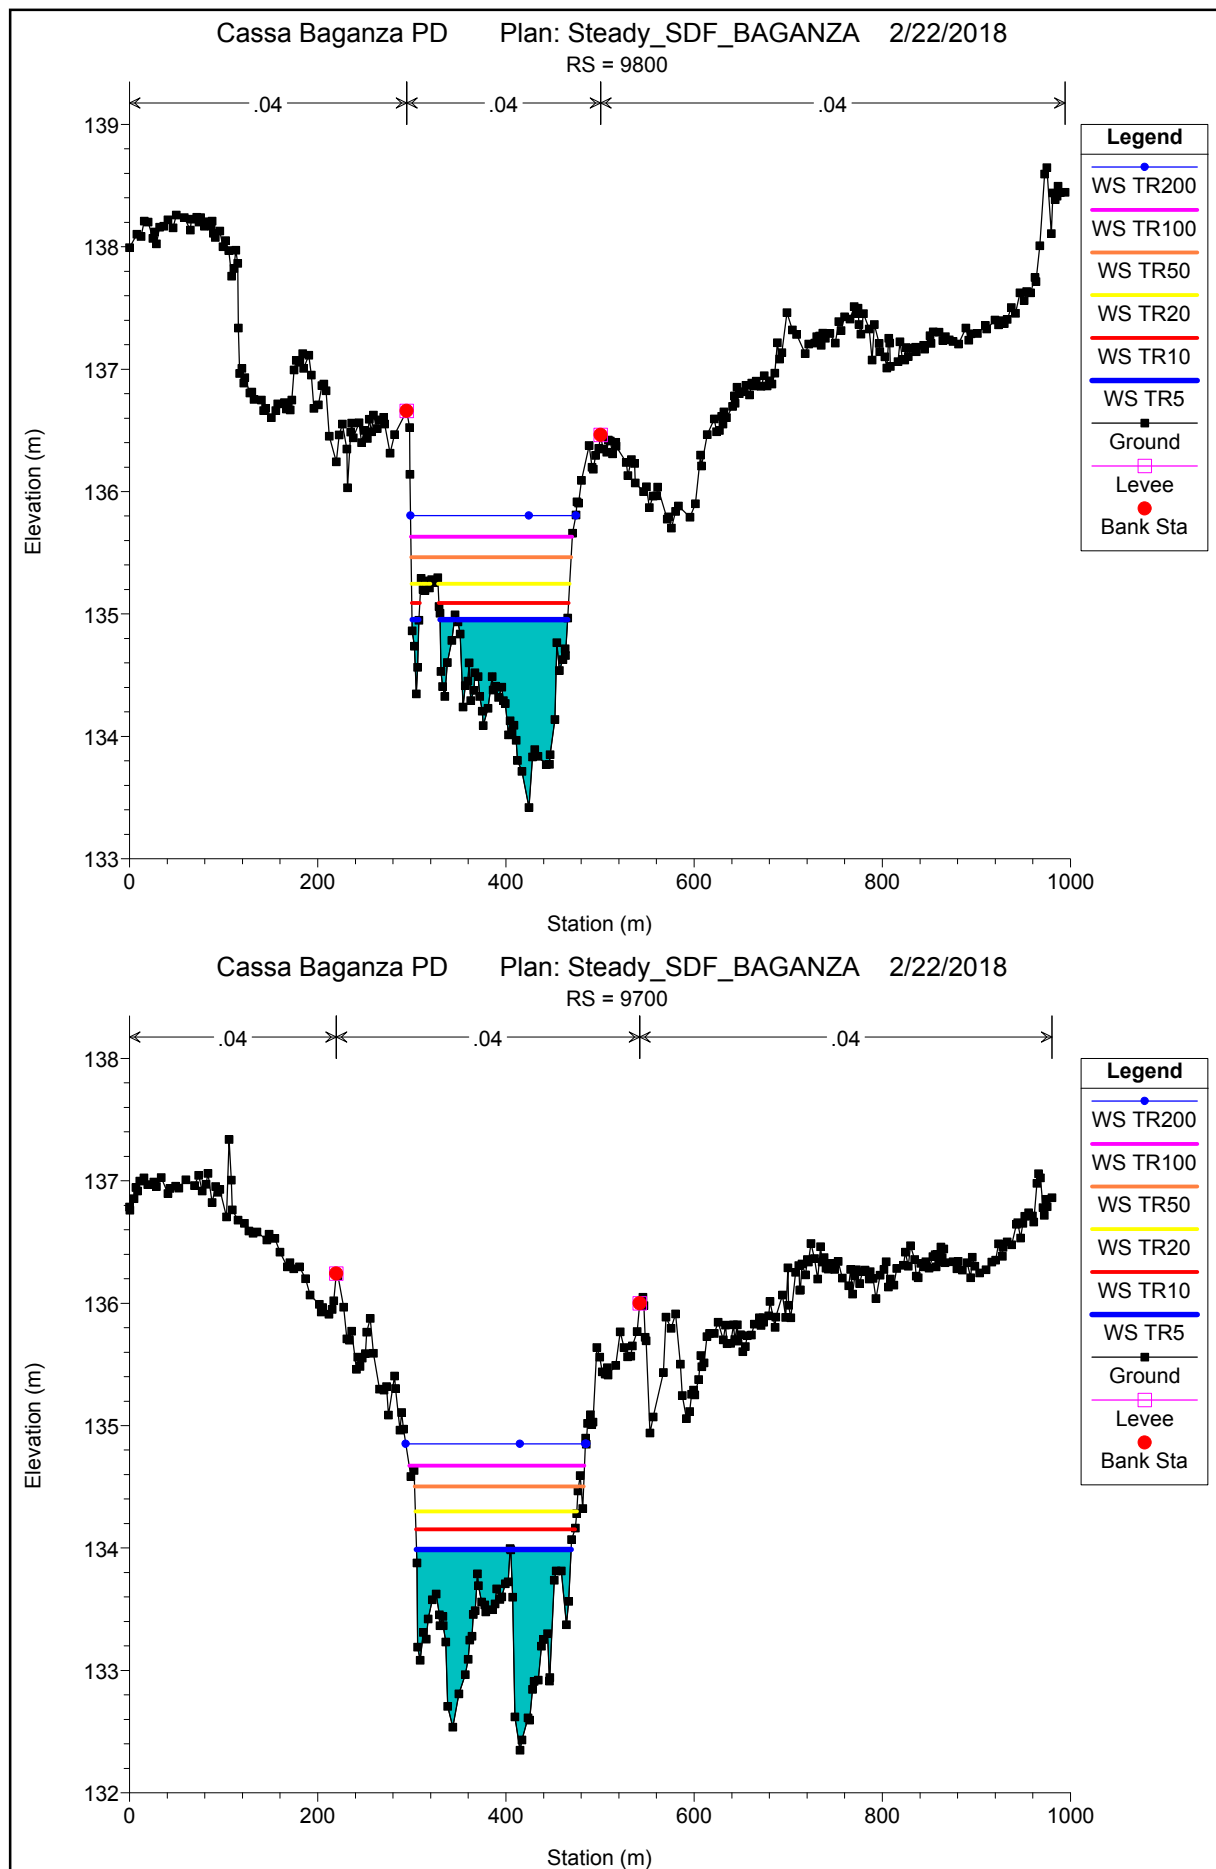 Cassa Baganza PD Plan: Steady_SDF_BAGANZA 2/22/2018
RS = 9800
.04 .04 .04
139
138
137
136
135
134
133
Elevation (m)
0 200 400 600 800 1000
Station (m)
Legend
WS TR200
WS TR100
WS TR50
WS TR20
WS TR10
WS TR5
Ground
Levee
Bank Sta
Cassa Baganza PD Plan: Steady_SDF_BAGANZA 2/22/2018
RS = 9700
.04 .04 .04
138
137
136
135
134
133
132
Elevation (m)
0 200 400 600 800 1000
Station (m)
Legend
WS TR200
WS TR100
WS TR50
WS TR20
WS TR10
WS TR5
Ground
Levee
Bank Sta